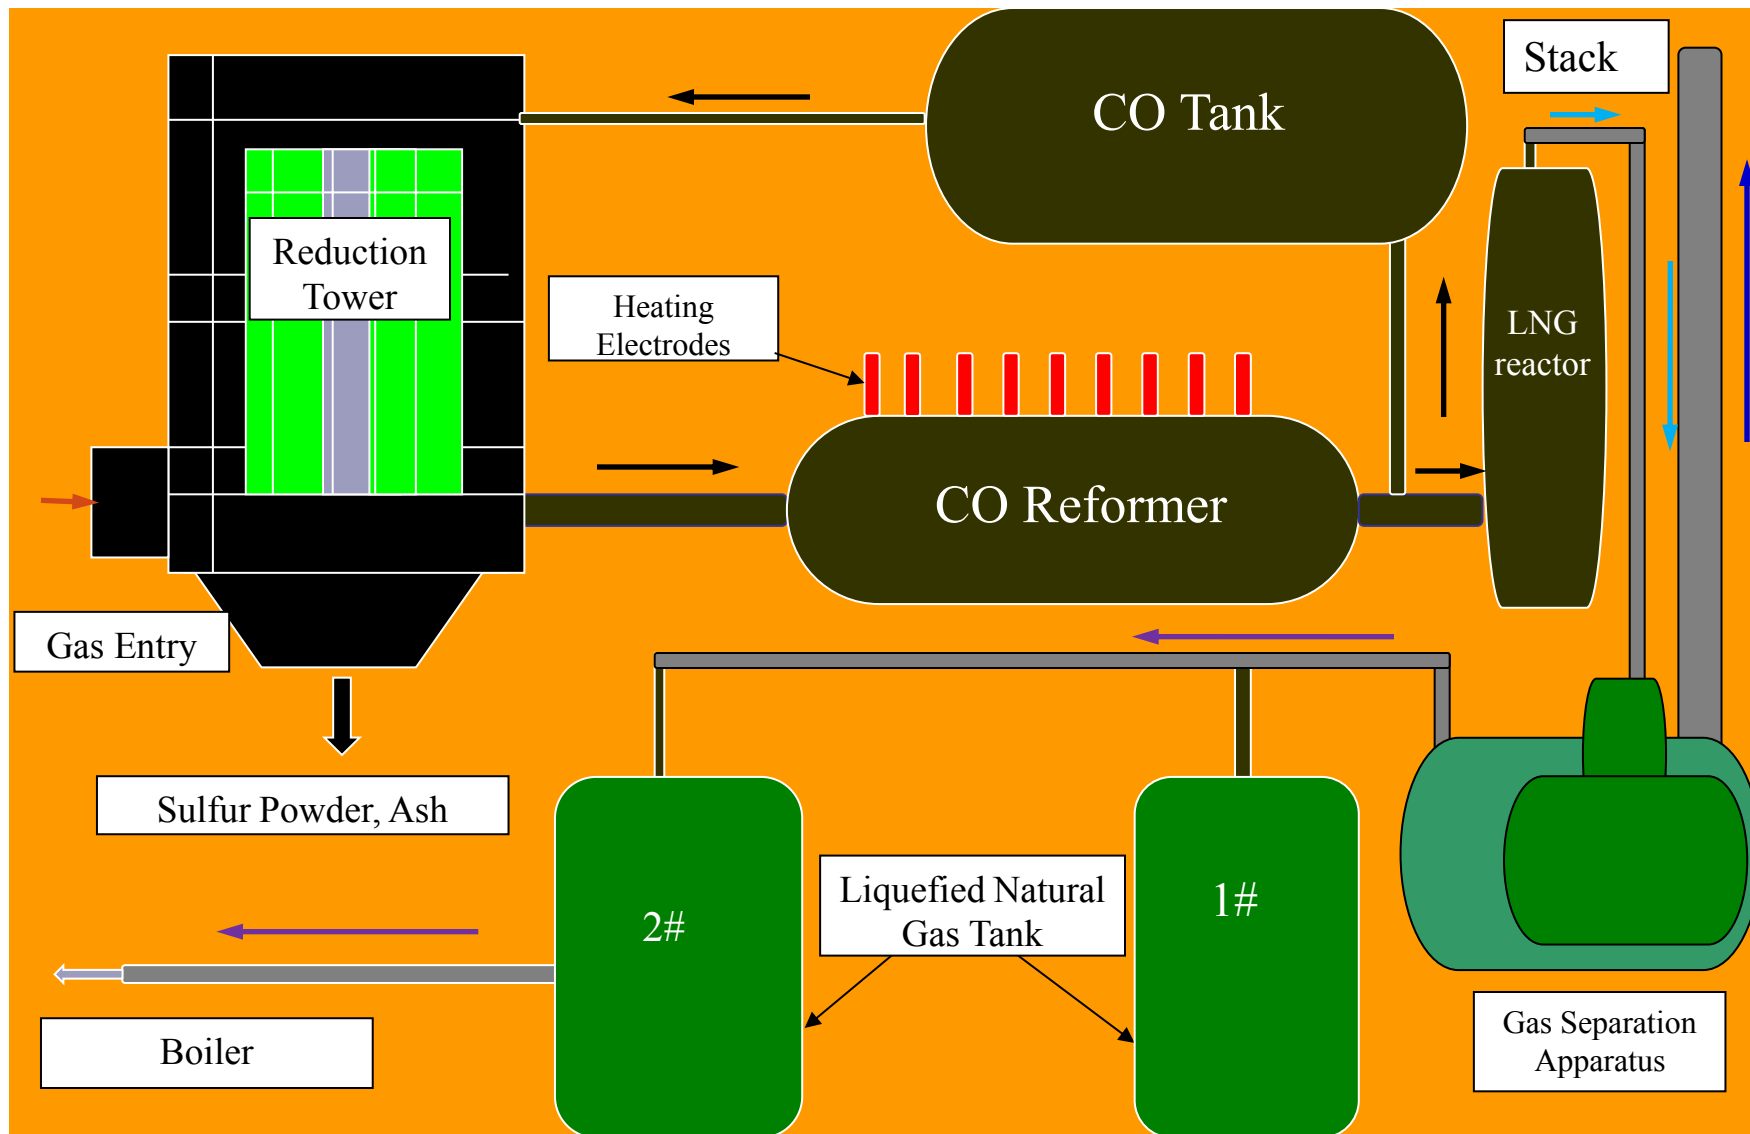 CO Tank
Stack
Reduction
Tower
Heating
Electrodes
LNG
reactor
CO Reformer
Gas Entry
Sulfur Powder, Ash
Liquefied Natural
Gas Tank
1#
2#
Gas Separation
Apparatus
Boiler